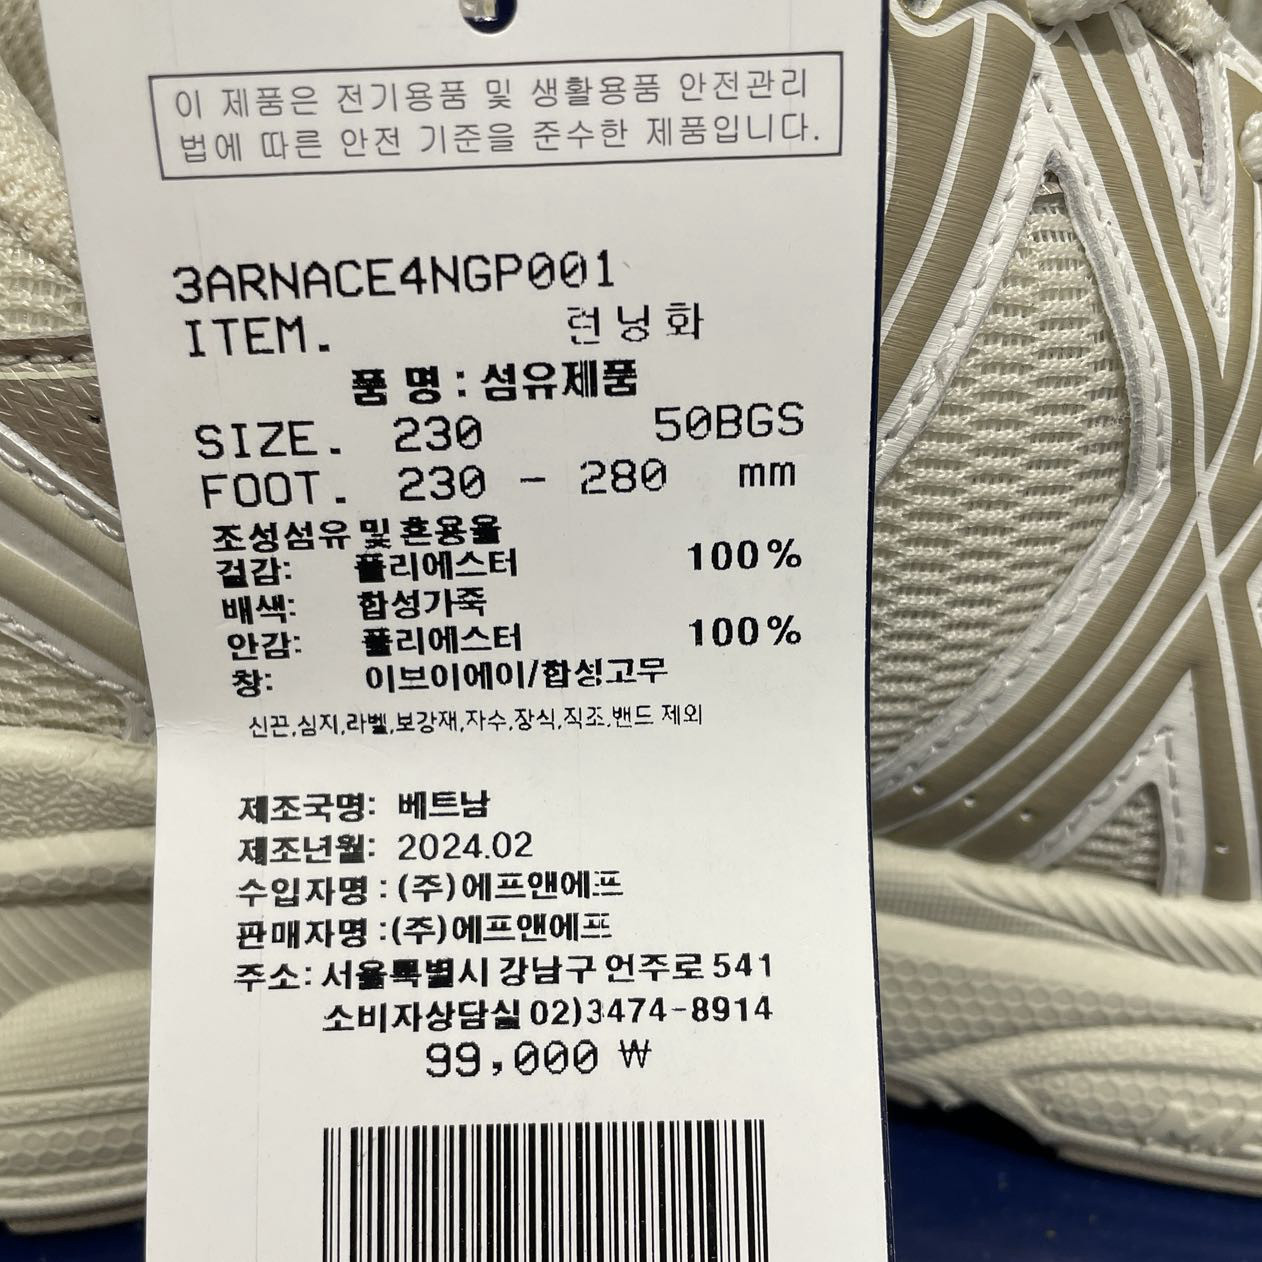 이 제품은 전기용품 및 생활용품 안전관리
법에 따른 안전 기준을 준수한 제품입니다.
3ARNACE4NGP001
ITEM. 런닝화
품 명 : 섬유제품
SIZE. 230 50BGS
FOOT. 230 - 280 mm
조성섬유 및 혼용율
겉감: 폴리에스터 100%
배색: 합성가죽
안감: 폴리에스터 100%
창: 이브이에이/합성고무
신끈,심지,라벨,보강재,자수,장식,직조.밴드 제외
제조국명: 베트남
제조년월: 2024.02
수입자명 : (주)에프앤에프
판매자명 :(주)에프앤에프
주소: 서울특별시 강남구 언주로 541
소비자상담실 02)3474-8914
99,000 ₩